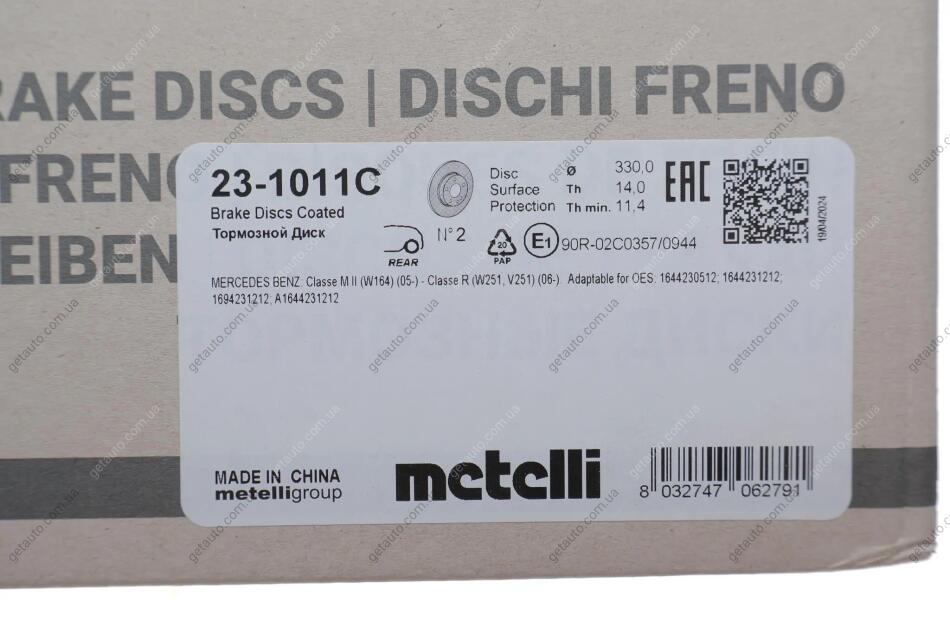 RAKE DISCS | DISCHI FRENO
FRENO
EIBEN
23-1011C
Brake Discs Coated
Тормозной Диск
Disc
Surface
Protection
Ø 330,0
Th 14,0
Th min. 11,4
EAC
19/04/2024
REAR
N° 2
20
PAP
E1
90R-02C0357/0944
MERCEDES BENZ: Classe M II (W164) (05-) - Classe R (W251, V251) (06-). Adaptable for OES: 1644230512; 1644231212;
1694231212; A1644231212
MADE IN CHINA
metelligroup
metelli
8 032747 062791
getauto.com.ua